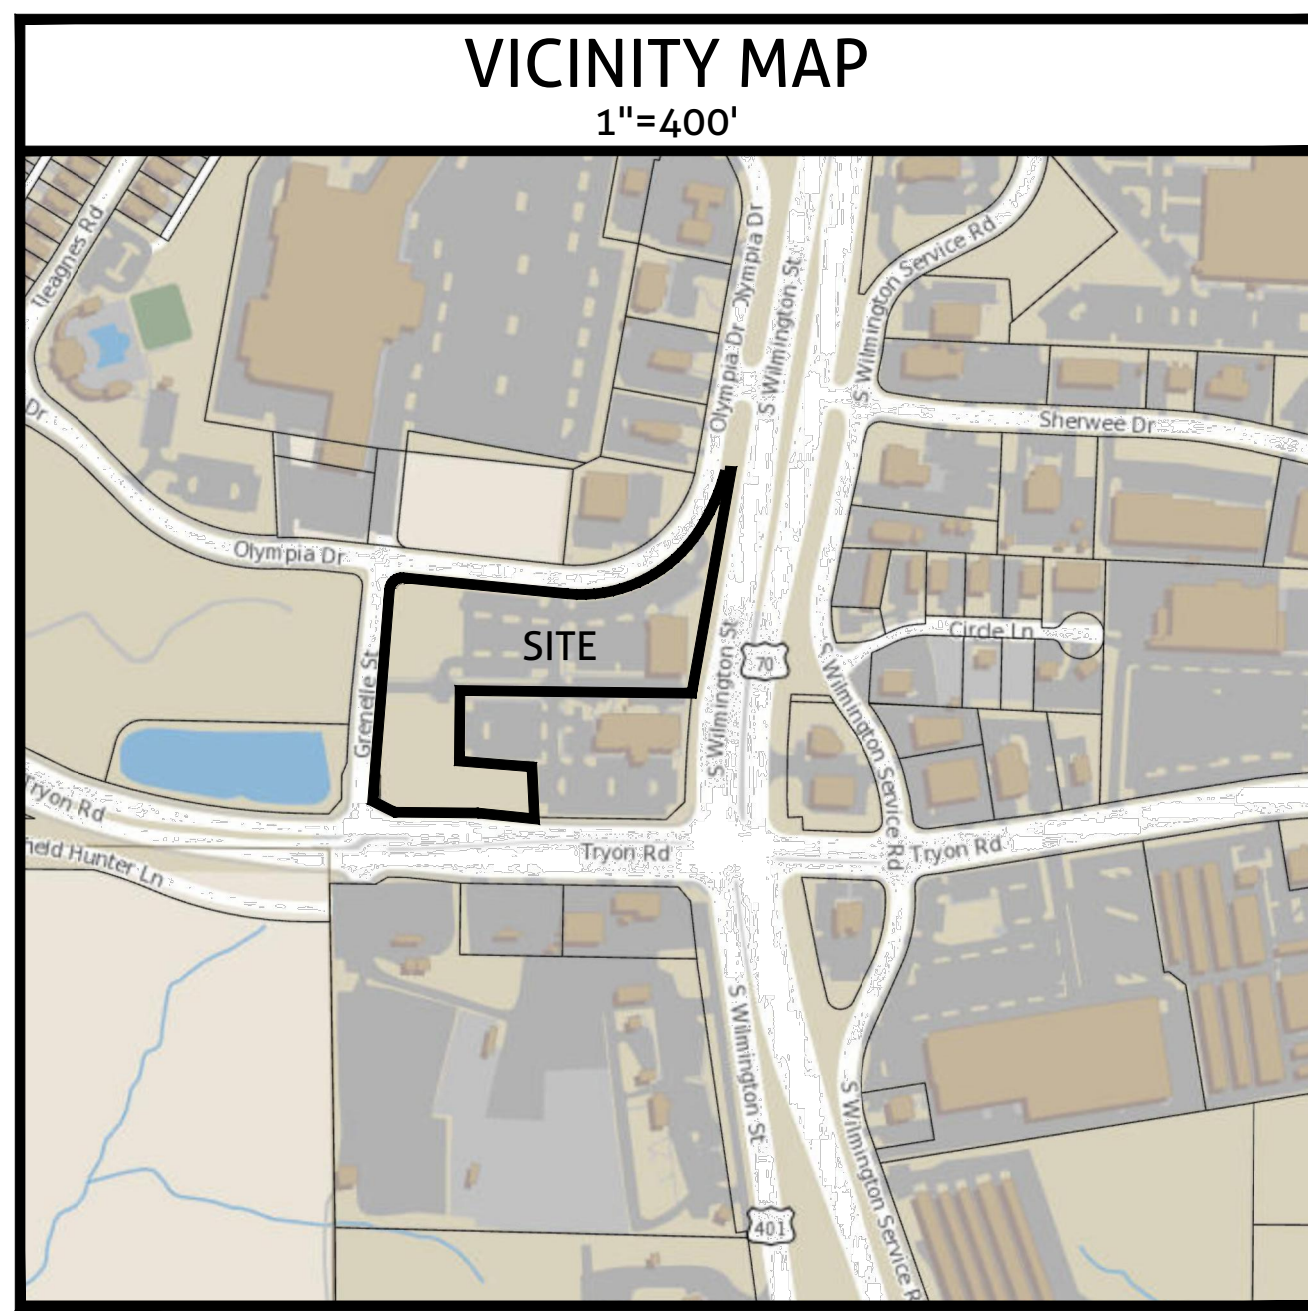 VICINITY MAP
1"=400'
Olympia Dr
Olympia Dr
S Wilmington St
S Wilmington Service Rd
Sherwee Dr
Dr
Olympia Dr
SITE
Circle Ln
70
Grenelle St
S Wilmington St
S Wilmington Service Rd
Tryon Rd
Tryon Rd
Tryon Rd
Hunter Ln
S Wilmington St
S Wilmington Service R
401